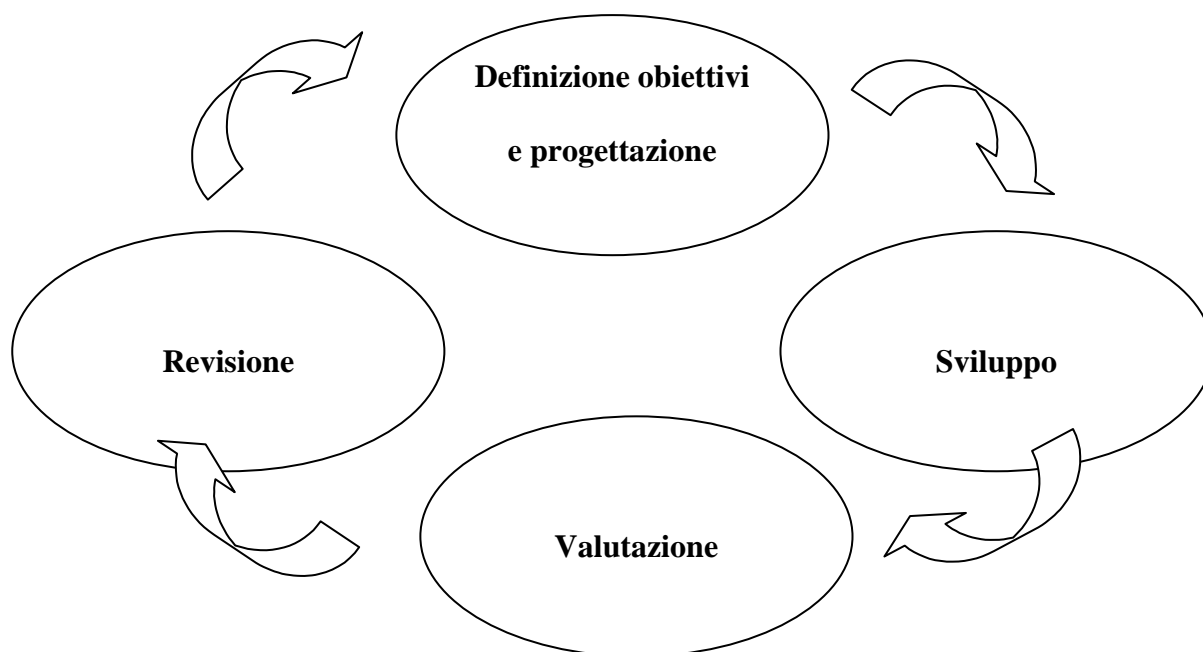 Definizione obiettivi
e progettazione
Revisione
Sviluppo
Valutazione